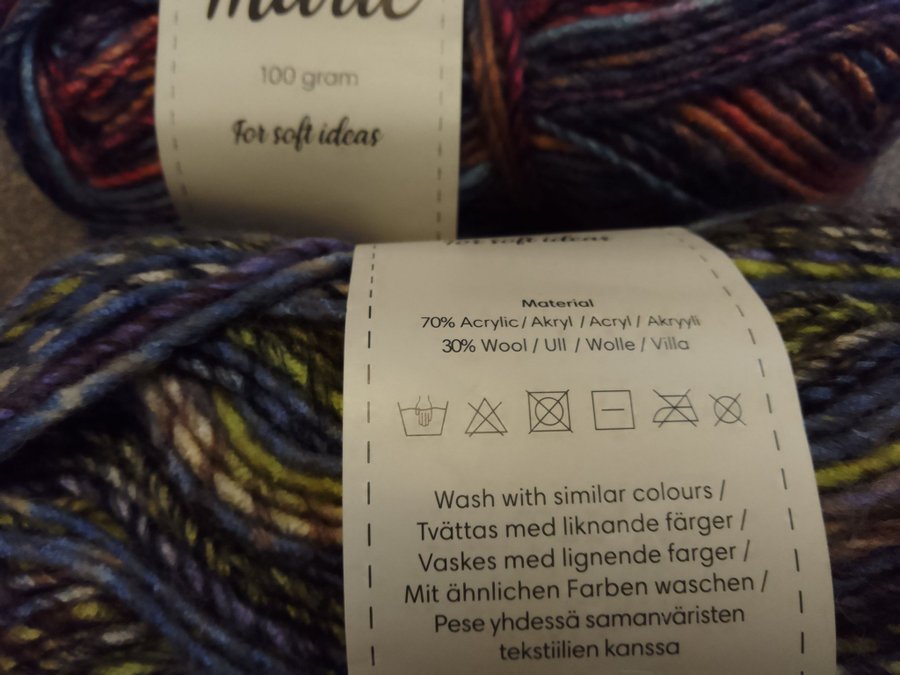 100 gram
For soft ideas
For soft ideas
Material
70% Acrylic / Akryl / Acryl / Akryyli
30% Wool / Ull / Wolle / Villa
Wash with similar colours /
Tvättas med liknande färger /
Vaskes med lignende farger /
Mit ähnlichen Farben waschen /
Pese yhdessä samanväristen
tekstiilien kanssa